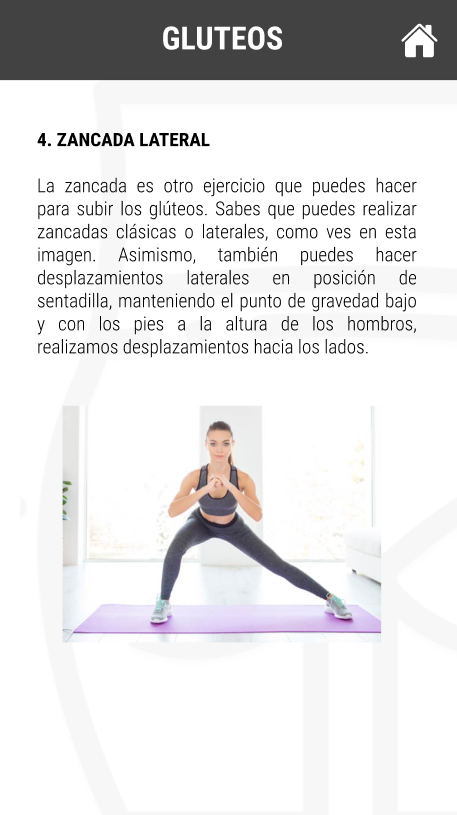 GLUTEOS
4. ZANCADA LATERAL
La zancada es otro ejercicio que puedes hacer
para subir los glúteos. Sabes que puedes realizar
zancadas clásicas o laterales, como ves en esta
imagen. Asimismo, también puedes hacer
desplazamientos laterales en posición de
sentadilla, manteniendo el punto de gravedad bajo
y con los pies a la altura de los hombros,
realizamos desplazamientos hacia los lados.